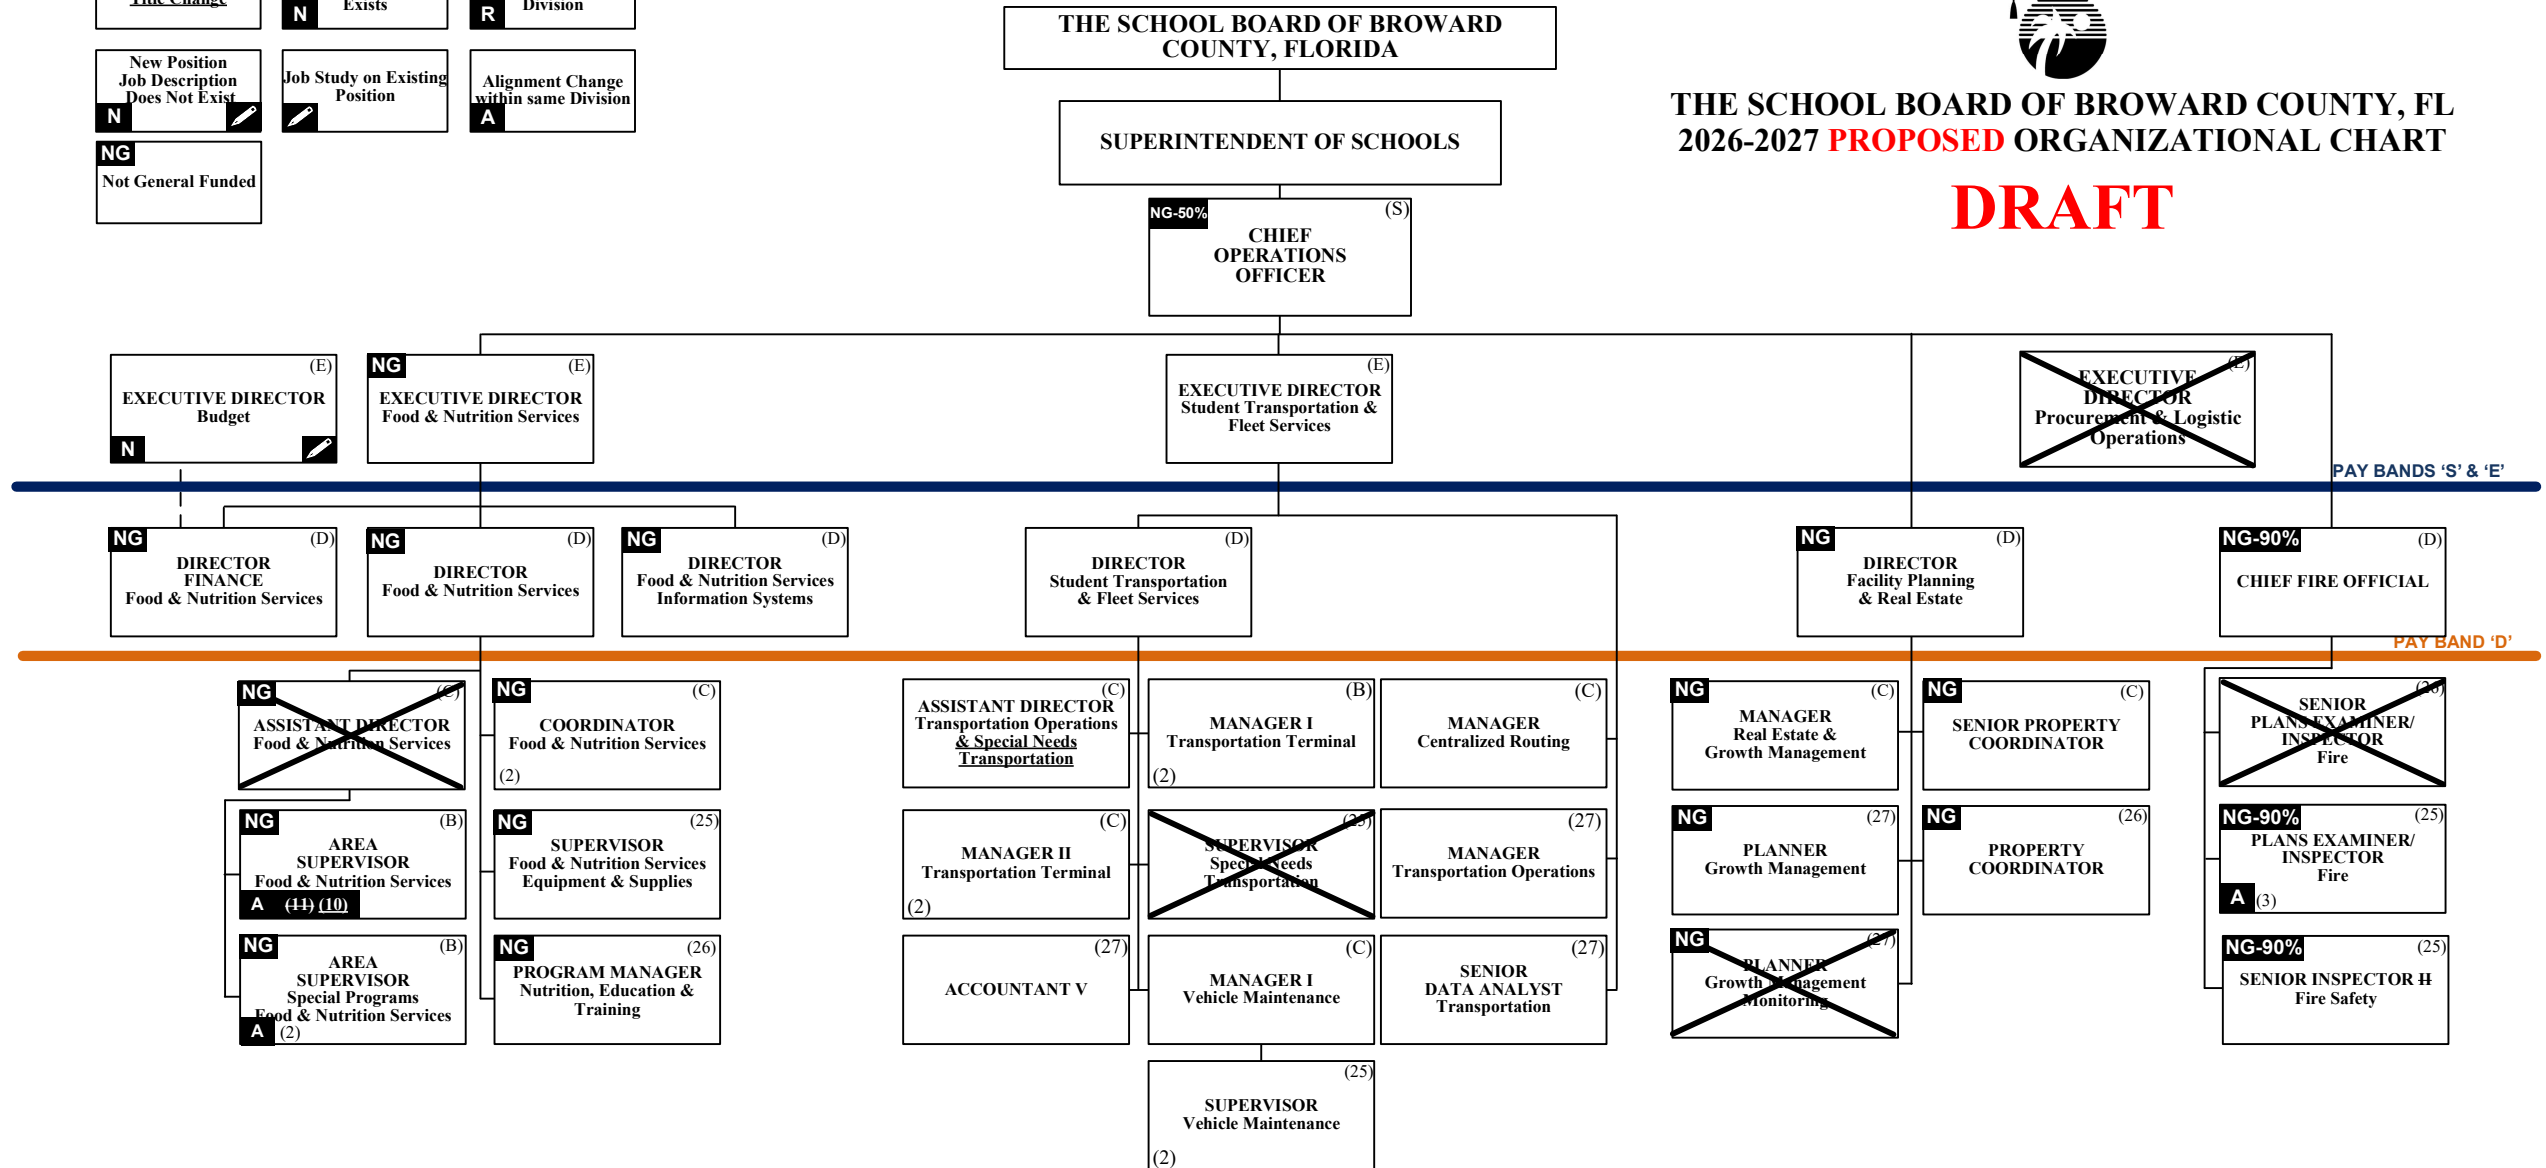 Title Change
Exists
N
Division
R
New Position
Job Description
Does Not Exist
N
Job Study on Existing
Position
Alignment Change
within same Division
A
NG
Not General Funded
THE SCHOOL BOARD OF BROWARD
COUNTY, FLORIDA
SUPERINTENDENT OF SCHOOLS
THE SCHOOL BOARD OF BROWARD COUNTY, FL
2026-2027 PROPOSED ORGANIZATIONAL CHART
DRAFT
NG-50% (S)
CHIEF
OPERATIONS
OFFICER
(E)
EXECUTIVE DIRECTOR
Budget
N
NG (E)
EXECUTIVE DIRECTOR
Food & Nutrition Services
(E)
EXECUTIVE DIRECTOR
Student Transportation &
Fleet Services
(E)
EXECUTIVE
DIRECTOR
Procurement & Logistic
Operations
PAY BANDS ‘S’ & ‘E’
NG (D)
DIRECTOR
FINANCE
Food & Nutrition Services
NG (D)
DIRECTOR
Food & Nutrition Services
NG (D)
DIRECTOR
Food & Nutrition Services
Information Systems
(D)
DIRECTOR
Student Transportation
& Fleet Services
NG (D)
DIRECTOR
Facility Planning
& Real Estate
NG-90% (D)
CHIEF FIRE OFFICIAL
PAY BAND ‘D’
NG (C)
ASSISTANT DIRECTOR
Food & Nutrition Services
NG (C)
COORDINATOR
Food & Nutrition Services
(2)
(C)
ASSISTANT DIRECTOR
Transportation Operations
& Special Needs
Transportation
(B)
MANAGER I
Transportation Terminal
(2)
(C)
MANAGER
Centralized Routing
NG (C)
MANAGER
Real Estate &
Growth Management
NG (C)
SENIOR PROPERTY
COORDINATOR
(26)
SENIOR
PLANS EXAMINER/
INSPECTOR
Fire
NG (B)
AREA
SUPERVISOR
Food & Nutrition Services
A (11) (10)
NG (25)
SUPERVISOR
Food & Nutrition Services
Equipment & Supplies
(C)
MANAGER II
Transportation Terminal
(2)
(25)
SUPERVISOR
Special Needs
Transportation
(27)
MANAGER
Transportation Operations
NG (27)
PLANNER
Growth Management
NG (26)
PROPERTY
COORDINATOR
NG-90% (25)
PLANS EXAMINER/
INSPECTOR
Fire
A (3)
NG (B)
AREA
SUPERVISOR
Special Programs
Food & Nutrition Services
A (2)
NG (26)
PROGRAM MANAGER
Nutrition, Education &
Training
(27)
ACCOUNTANT V
(C)
MANAGER I
Vehicle Maintenance
(27)
SENIOR
DATA ANALYST
Transportation
NG (27)
PLANNER
Growth Management
Monitoring
NG-90% (25)
SENIOR INSPECTOR II
Fire Safety
(25)
SUPERVISOR
Vehicle Maintenance
(2)